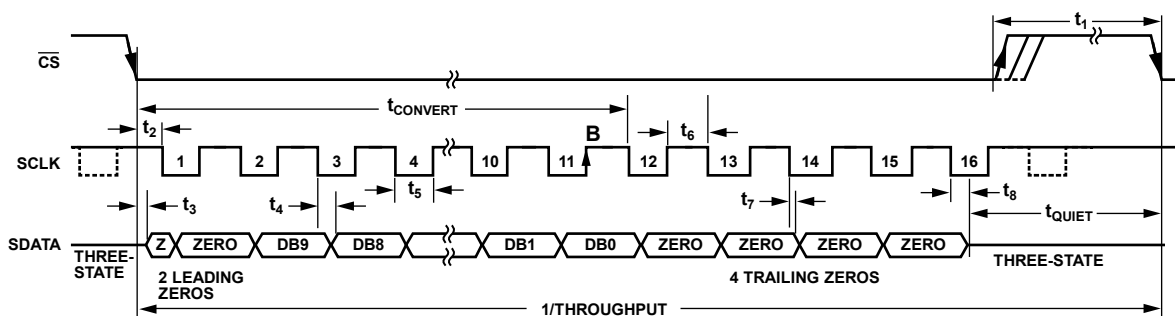 t1
CS
tCONVERT
t2
B
t6
SCLK
1 2 3 4 10 11 12 13 14 15 16
t3 t4 t5 t7 t8
tQUIET
SDATA
Z ZERO DB9 DB8 DB1 DB0 ZERO ZERO ZERO ZERO
THREE-
STATE
2 LEADING
ZEROS
4 TRAILING ZEROS
THREE-STATE
1/THROUGHPUT